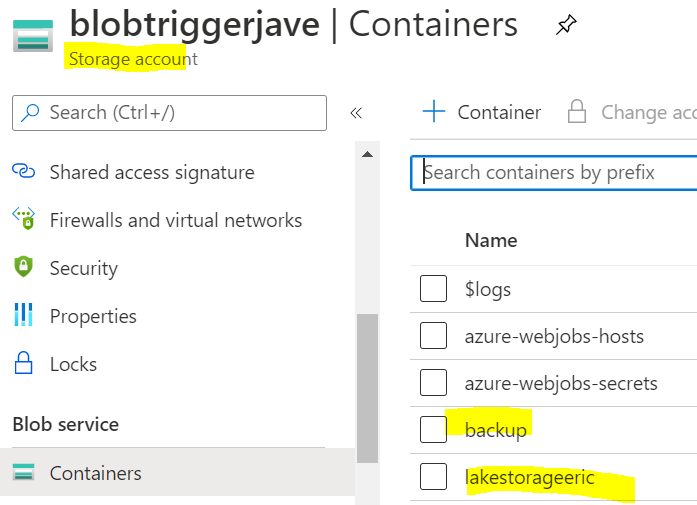 blobtriggerjave | Containers
Storage account
Search (Ctrl+/)
«
Shared access signature
Firewalls and virtual networks
Security
Properties
Locks
Blob service
Containers
+ Container
Change acc
Search containers by prefix
Name
$logs
azure-webjobs-hosts
azure-webjobs-secrets
backup
lakestorageeric